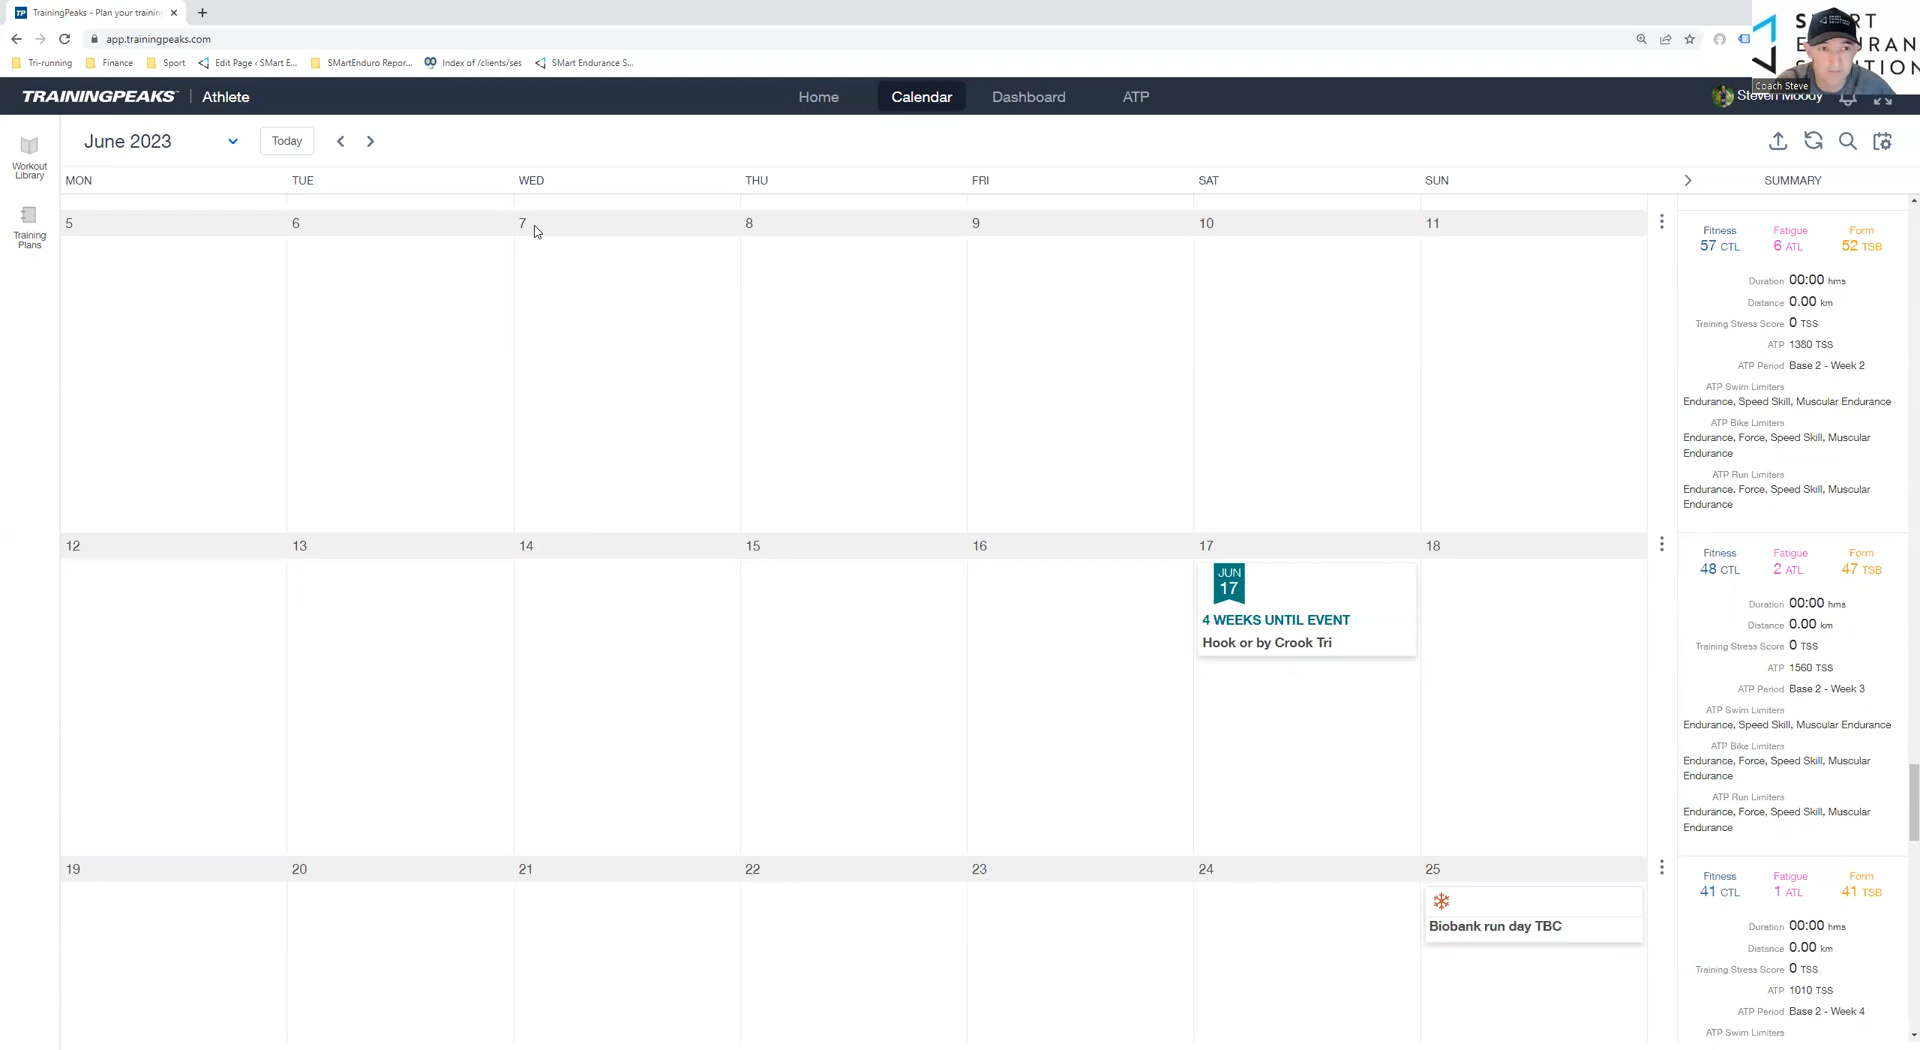 TP TrainingPeaks - Plan your trainin
app.trainingpeaks.com
Tri-running Finance Sport Edit Page ‹ SMart E... SMartEnduro Repor... Index of /clients/ses SMart Endurance S...
TRAININGPEAKS Athlete Home Calendar Dashboard ATP Steven Moody
Coach Steve
June 2023 Today
Workout
Library
Training
Plans
MON TUE WED THU FRI SAT SUN SUMMARY
5 6 7 8 9 10 11
Fitness Fatigue Form
57 CTL 6 ATL 52 TSB
Duration 00:00 hms
Distance 0.00 km
Training Stress Score 0 TSS
ATP 1380 TSS
ATP Period Base 2 - Week 2
ATP Swim Limiters
Endurance, Speed Skill, Muscular Endurance
ATP Bike Limiters
Endurance, Force, Speed Skill, Muscular
Endurance
ATP Run Limiters
Endurance, Force, Speed Skill, Muscular
Endurance
12 13 14 15 16 17 18
JUN
17
4 WEEKS UNTIL EVENT
Hook or by Crook Tri
Fitness Fatigue Form
48 CTL 2 ATL 47 TSB
Duration 00:00 hms
Distance 0.00 km
Training Stress Score 0 TSS
ATP 1560 TSS
ATP Period Base 2 - Week 3
ATP Swim Limiters
Endurance, Speed Skill, Muscular Endurance
ATP Bike Limiters
Endurance, Force, Speed Skill, Muscular
Endurance
ATP Run Limiters
Endurance, Force, Speed Skill, Muscular
Endurance
19 20 21 22 23 24 25
Biobank run day TBC
Fitness Fatigue Form
41 CTL 1 ATL 41 TSB
Duration 00:00 hms
Distance 0.00 km
Training Stress Score 0 TSS
ATP 1010 TSS
ATP Period Base 2 - Week 4
ATP Swim Limiters